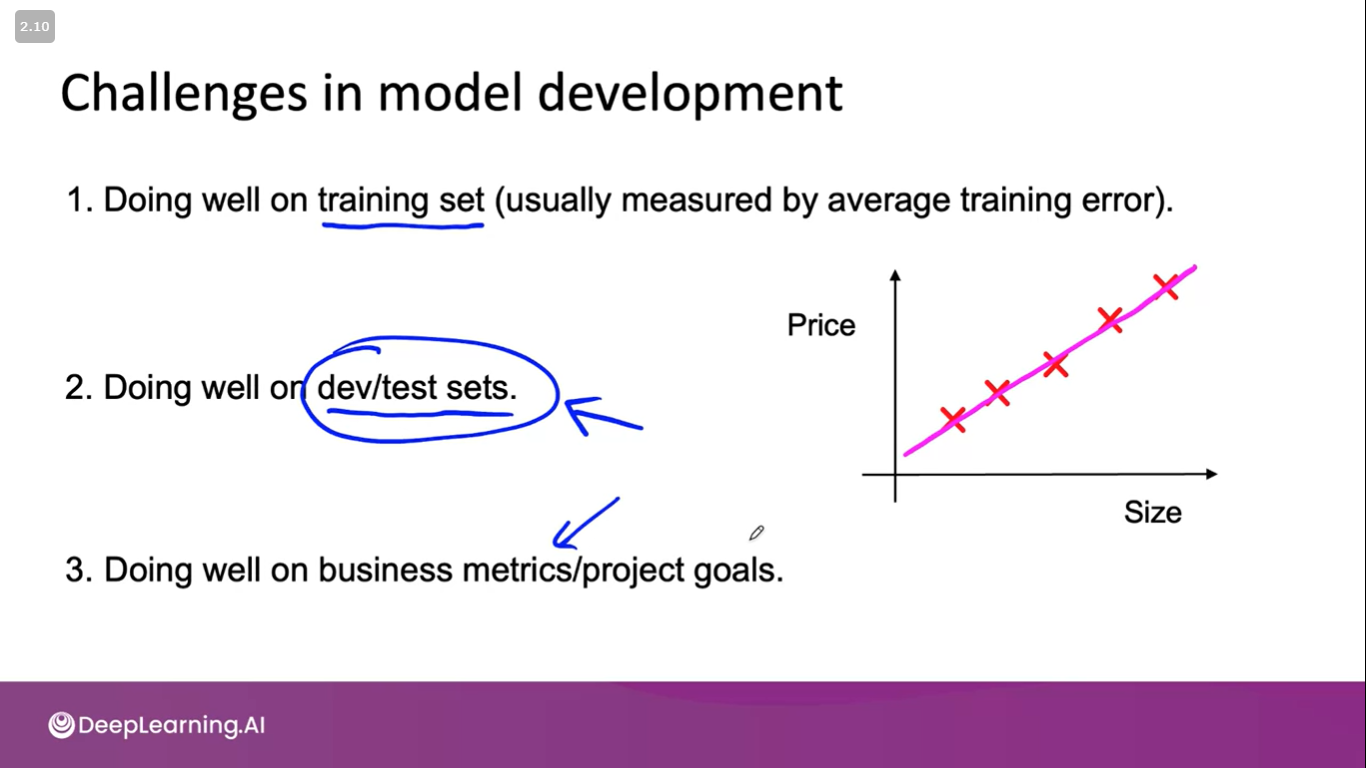 2.10
Challenges in model development
1. Doing well on training set (usually measured by average training error).
Price
2. Doing well on dev/test sets.
Size
3. Doing well on business metrics/project goals.
DeepLearning.AI